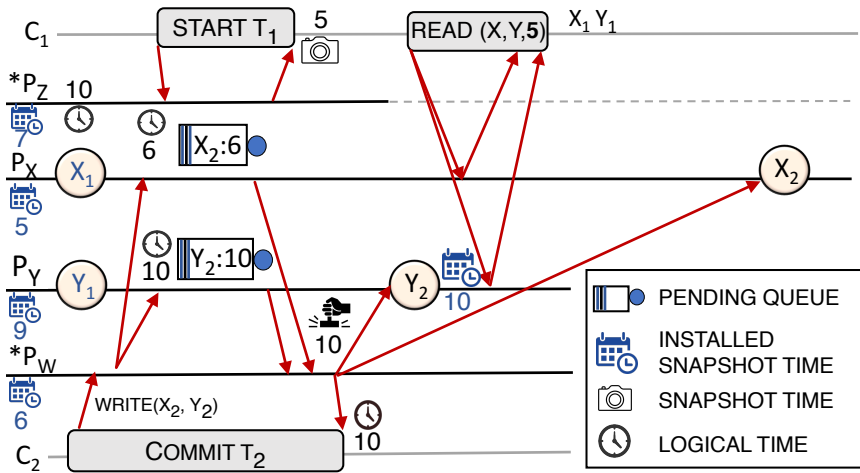 C1 START T1 5 READ (X,Y,5) X1 Y1
*PZ 10
7 6 X2:6
PX X1 X2
5
10 Y2:10
PY Y1 Y2 10
9 10
*PW
6 WRITE(X2, Y2) 10
C2 COMMIT T2
PENDING QUEUE
INSTALLED
SNAPSHOT TIME
SNAPSHOT TIME
LOGICAL TIME